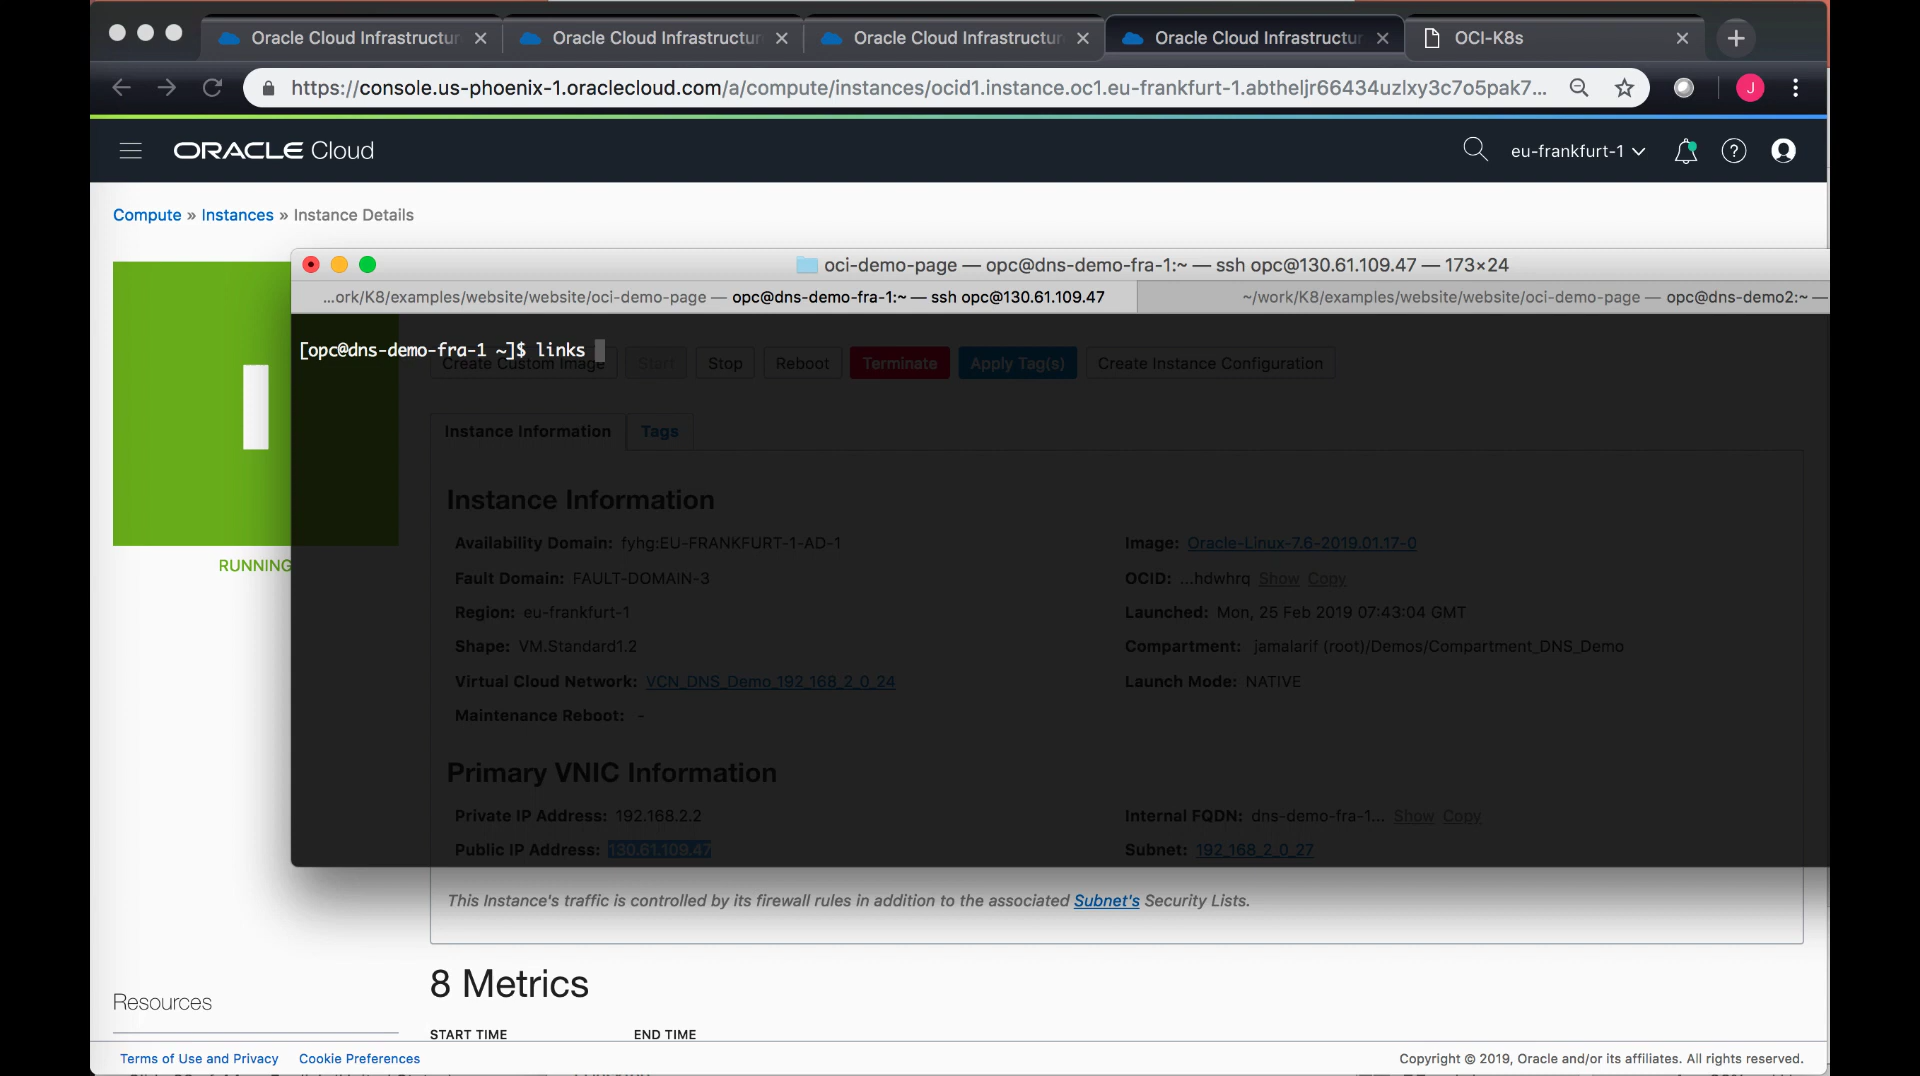 Oracle Cloud Infrastructur
Oracle Cloud Infrastructur
Oracle Cloud Infrastructur
Oracle Cloud Infrastructur
OCI-K8s
https://console.us-phoenix-1.oraclecloud.com/a/compute/instances/ocid1.instance.oc1.eu-frankfurt-1.abtheljr66434uzlxy3c7o5pak7...
J
ORACLE Cloud
eu-frankfurt-1
Compute » Instances » Instance Details
oci-demo-page — opc@dns-demo-fra-1:~ — ssh opc@130.61.109.47 — 173×24
...ork/K8/examples/website/website/oci-demo-page — opc@dns-demo-fra-1:~ — ssh opc@130.61.109.47
~/work/K8/examples/website/website/oci-demo-page — opc@dns-demo2:~ —
[opc@dns-demo-fra-1 ~]$ links
Create Custom Image Start Stop Reboot Terminate Apply Tag(s) Create Instance Configuration
Instance Information Tags
Instance Information
Availability Domain: fyhg:EU-FRANKFURT-1-AD-1
Image: Oracle-Linux-7.6-2019.01.17-0
Fault Domain: FAULT-DOMAIN-3
OCID: ...hdwhrq Show Copy
Region: eu-frankfurt-1
Launched: Mon, 25 Feb 2019 07:43:04 GMT
Shape: VM.Standard1.2
Compartment: jamalarif (root)/Demos/Compartment_DNS_Demo
Virtual Cloud Network: VCN_DNS_Demo_192_168_2_0_24
Launch Mode: NATIVE
Maintenance Reboot: -
RUNNING
Primary VNIC Information
Private IP Address: 192.168.2.2
Internal FQDN: dns-demo-fra-1... Show Copy
Public IP Address: 130.61.109.47
Subnet: 192_168_2_0_27
This Instance's traffic is controlled by its firewall rules in addition to the associated Subnet's Security Lists.
8 Metrics
Resources
START TIME
END TIME
Terms of Use and Privacy Cookie Preferences
Copyright © 2019, Oracle and/or its affiliates. All rights reserved.